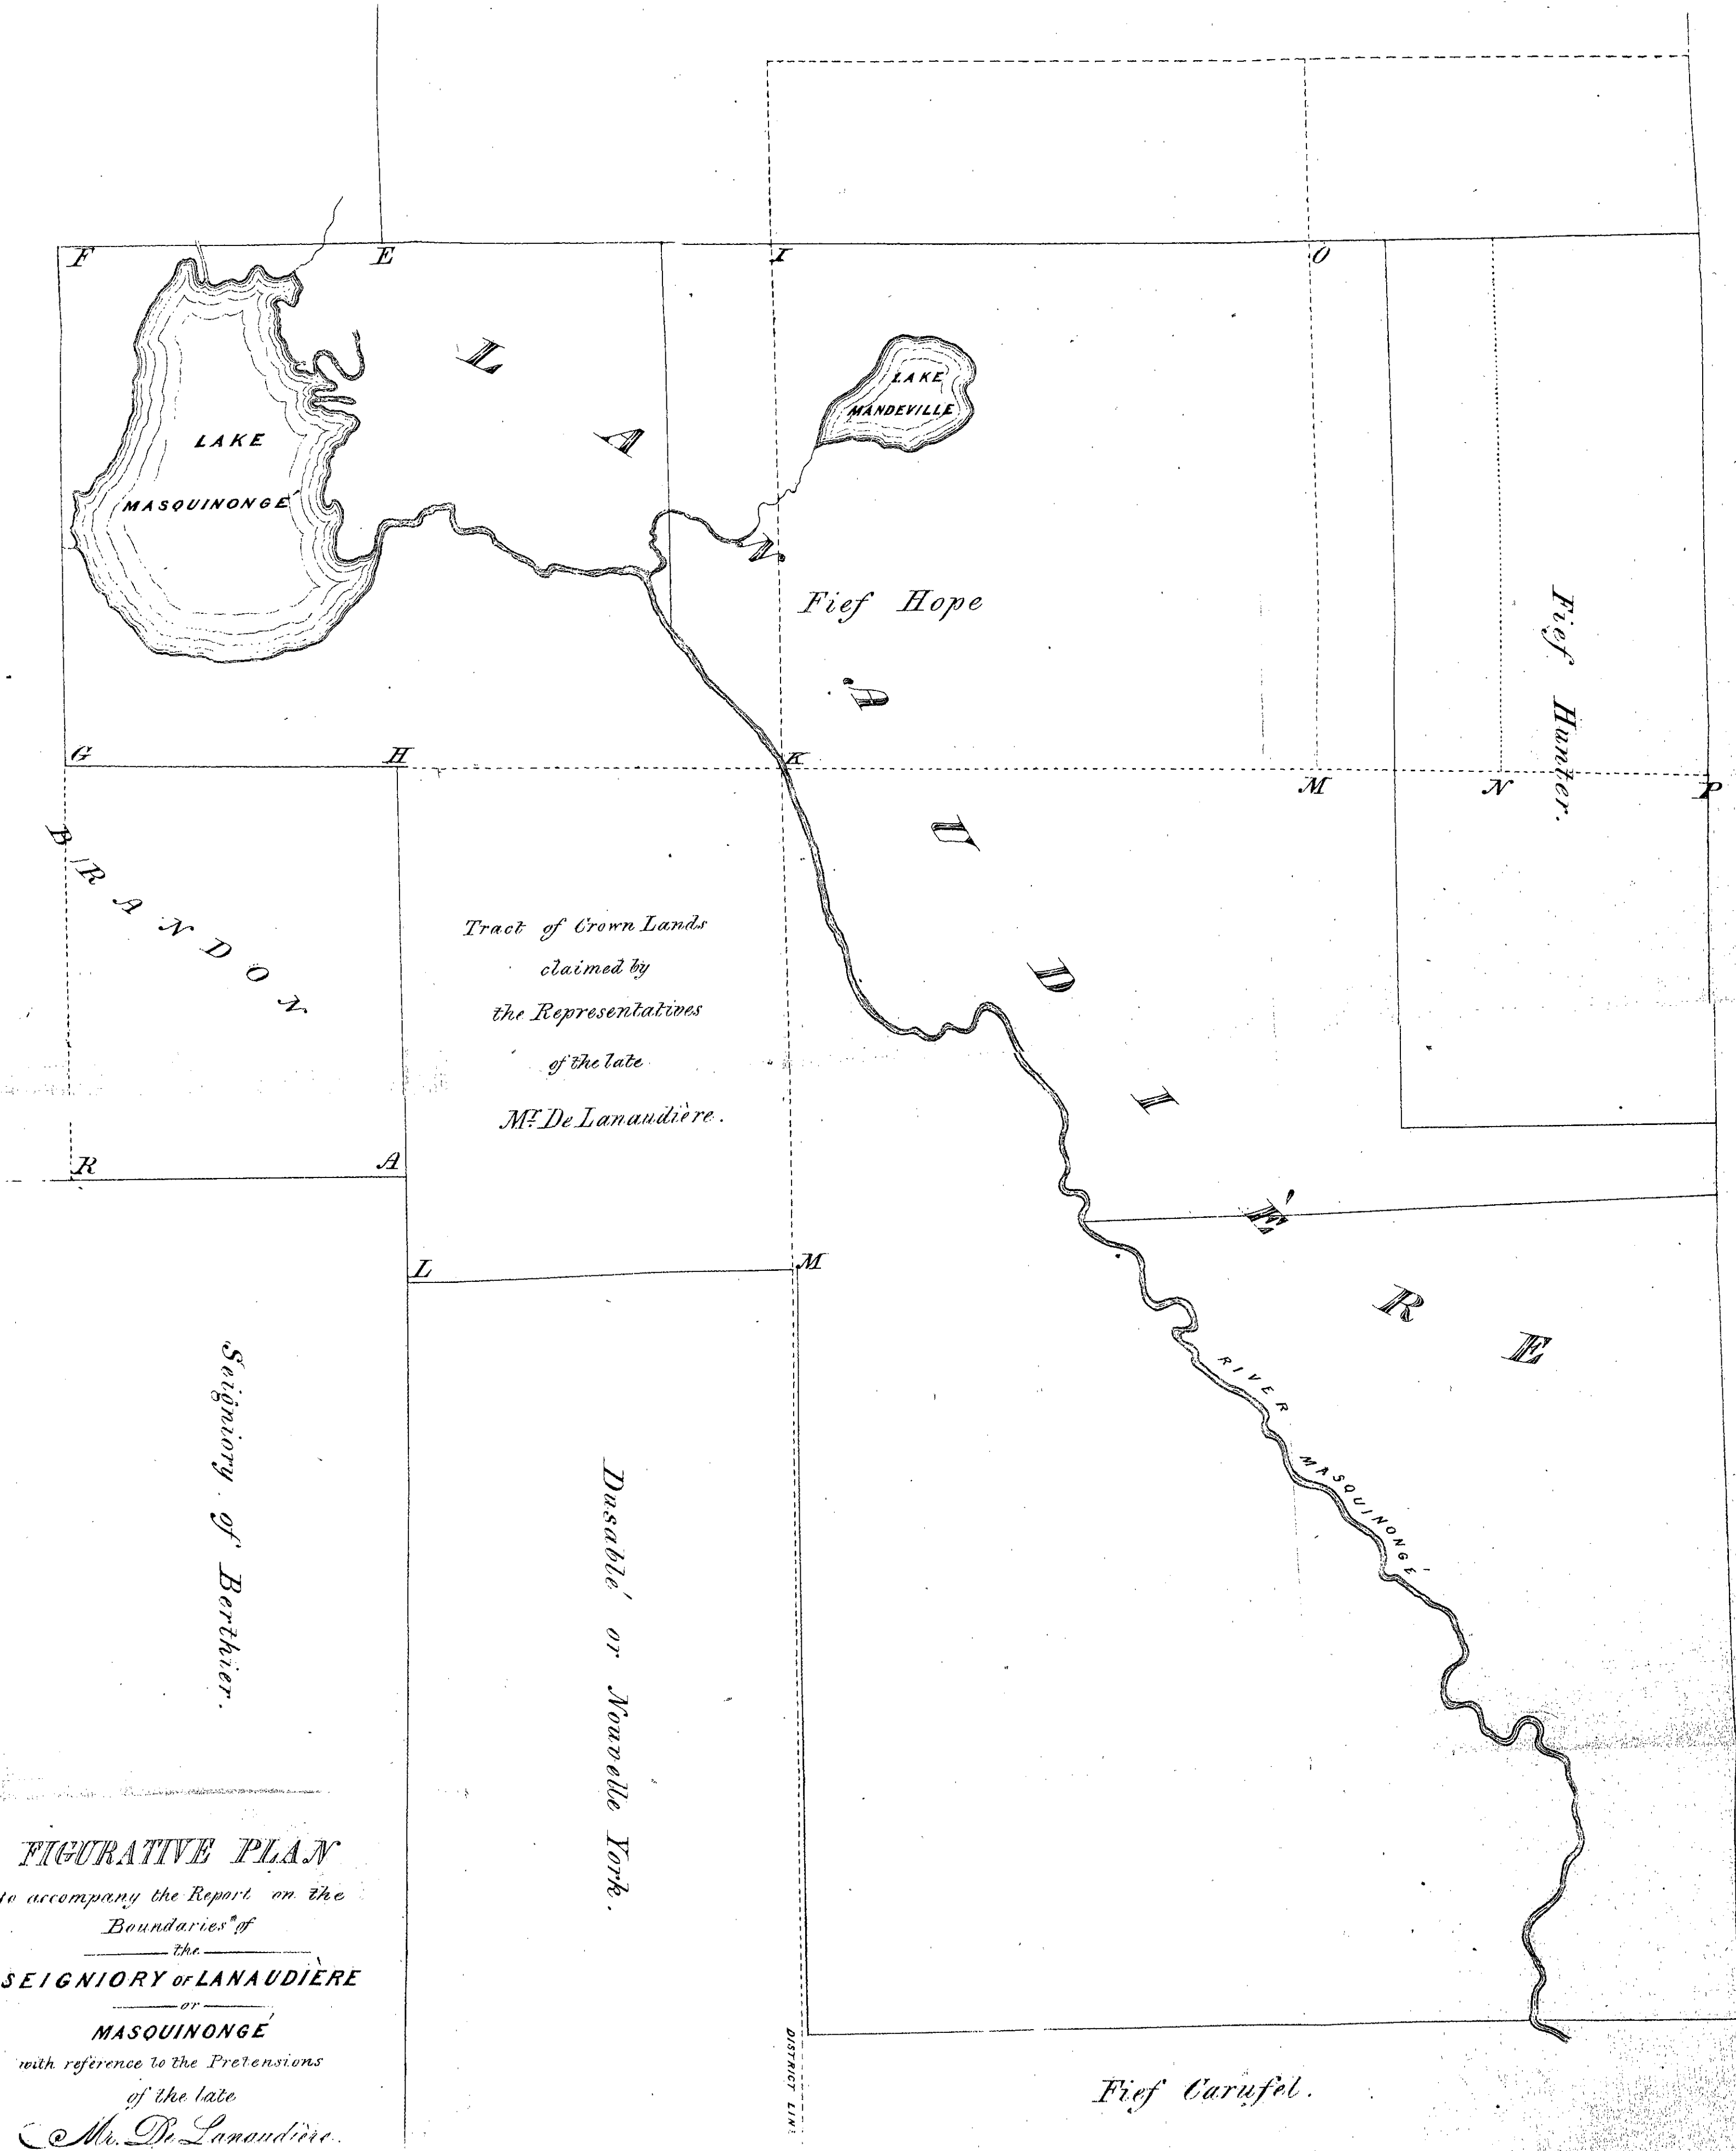 F
E
I
O
LANAUDIÉRE
LAKE
MASQUINONGÉ
LAKE
MANDEVILLE
Fief Hope
Fief Hunter.
G
H
K
M
N
P
BRANDON
Tract of Crown Lands
claimed by
the Representatives
of the late
Mr. De Lanaudière.
R
A
L
M
RIVER MASQUINONGÉ
Seigniory of Berthier.
Dusablé or Nouvelle York.
DISTRICT LINE
Fief Carufel.
FIGURATIVE PLAN
to accompany the Report on the
Boundaries of
the
SEIGNIORY OF LANAUDIÈRE
or
MASQUINONGÉ
with reference to the Pretensions
of the late
Mr. De Lanaudière.